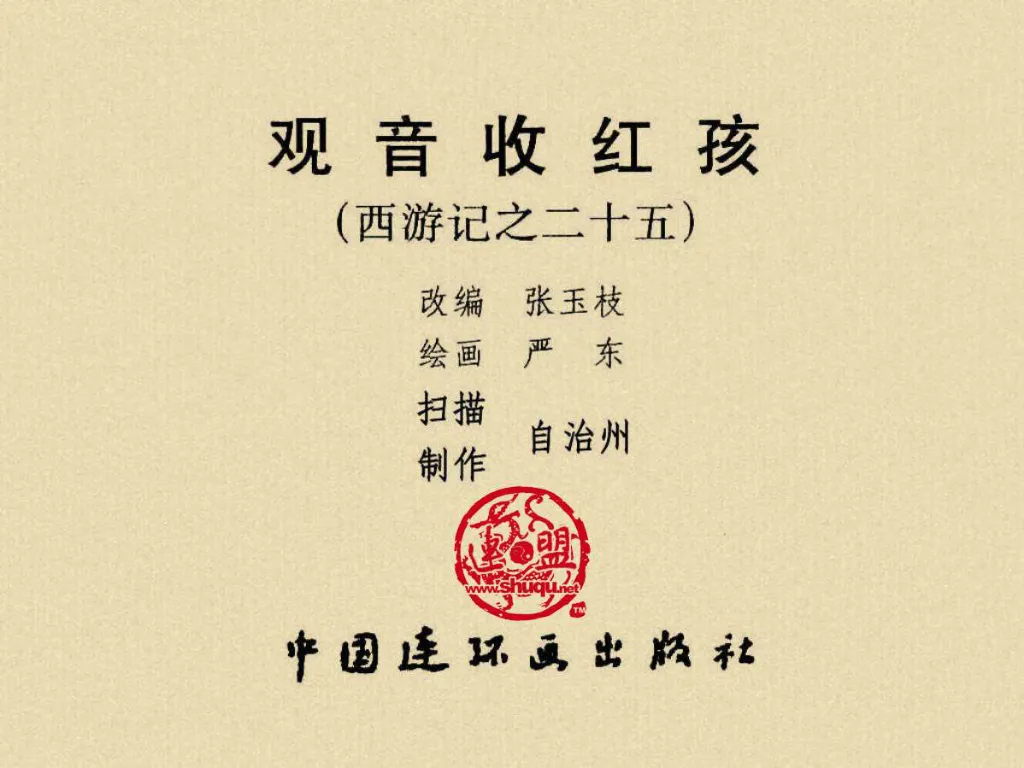 观音收红孩
(西游记之二十五)
改编 张玉枝
绘画 严 东
扫描
制作 自治州
連盟
www.shuqu.net
TM
中国连环画出版社